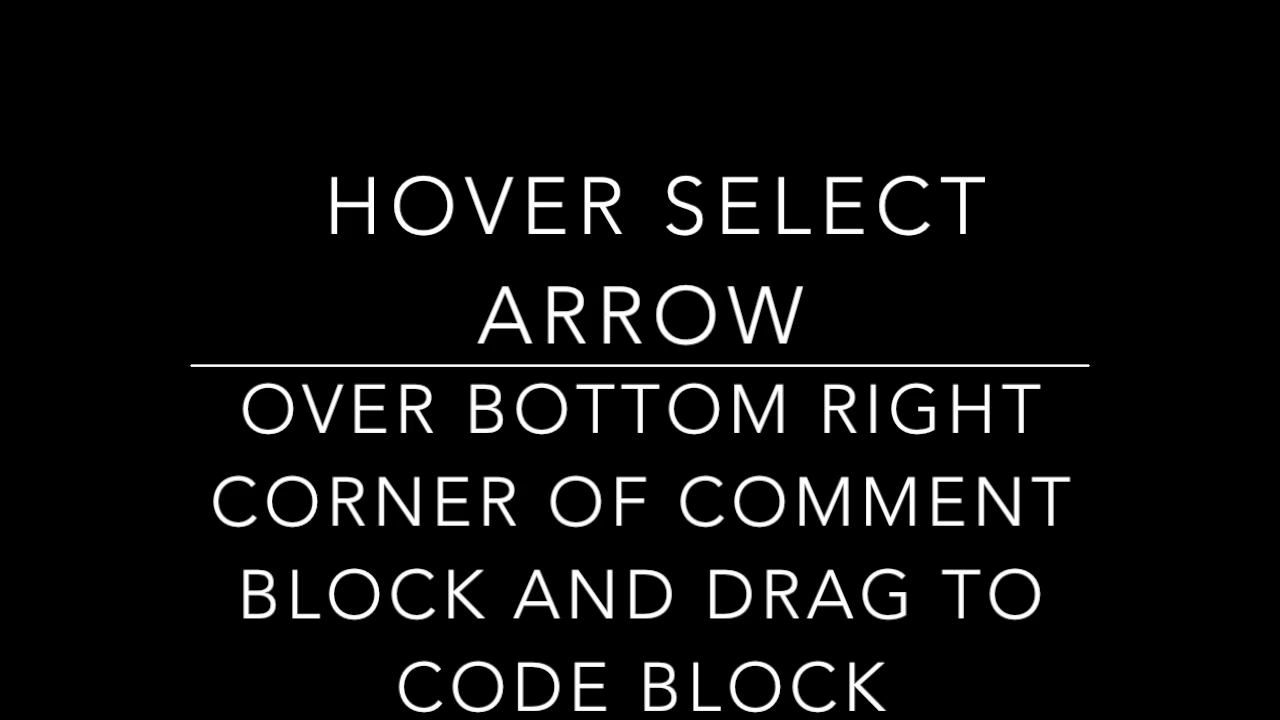 HOVER SELECT
ARROW
OVER BOTTOM RIGHT
CORNER OF COMMENT
BLOCK AND DRAG TO
CODE BLOCK